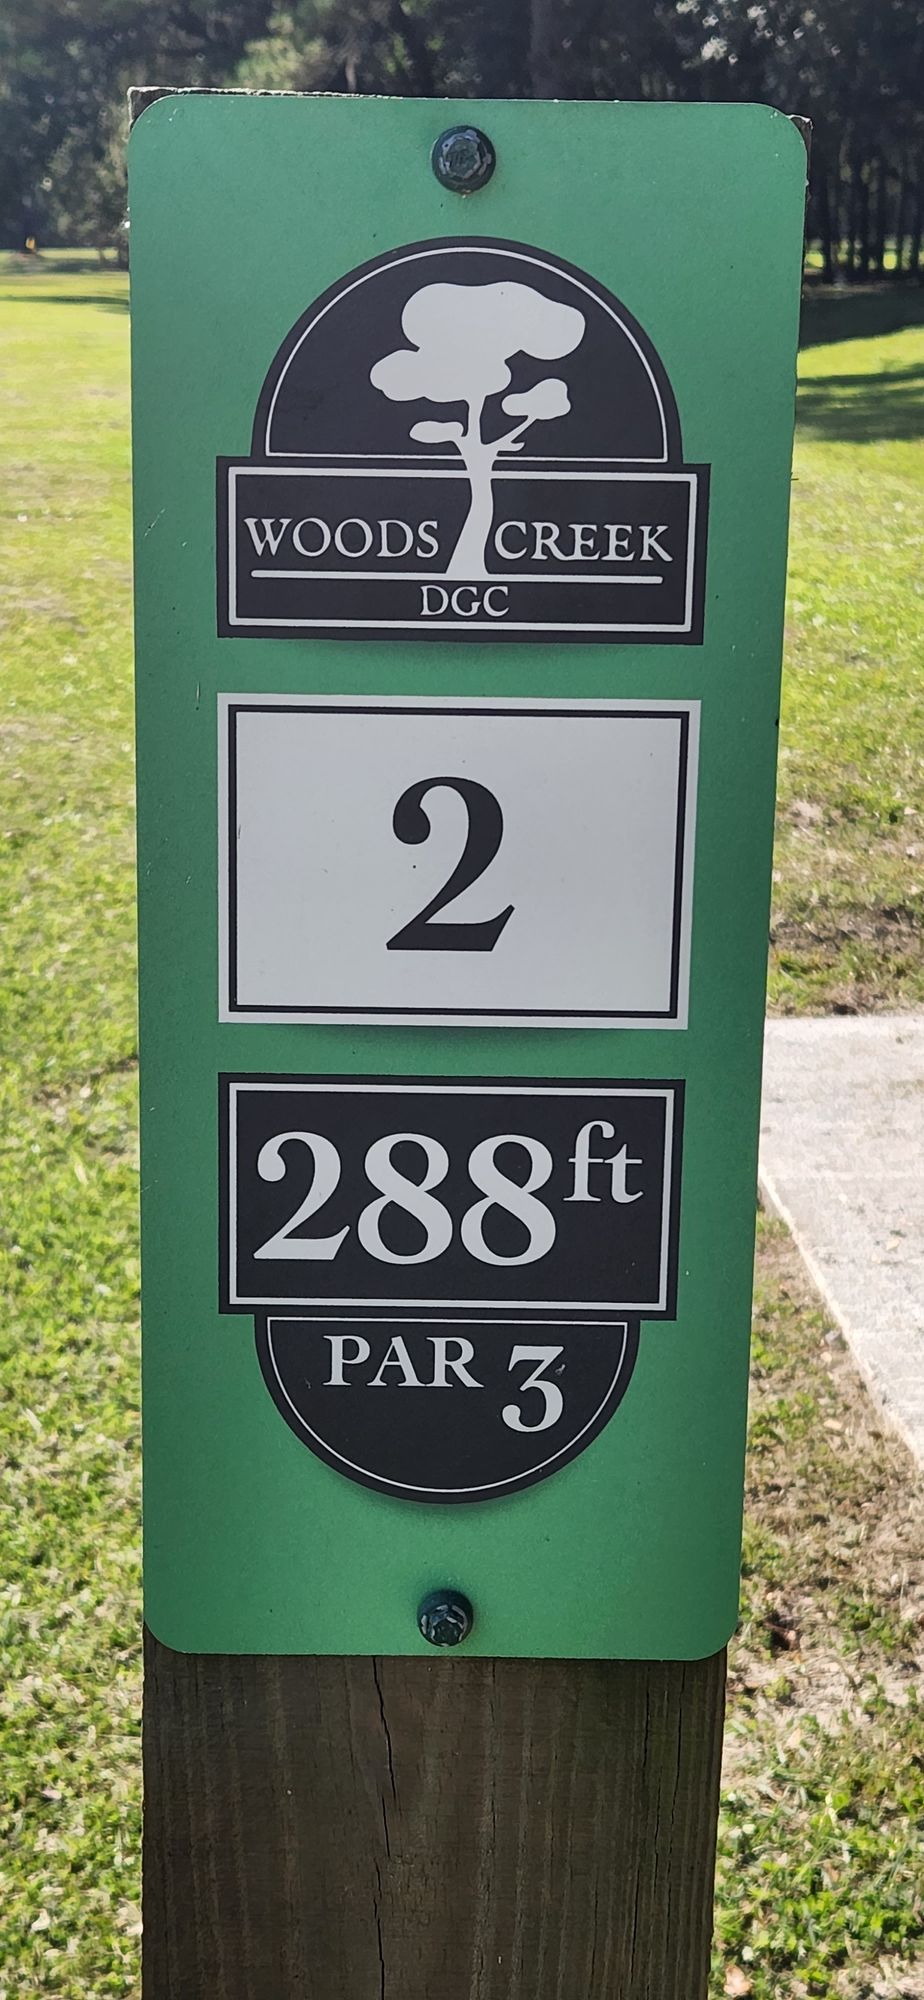 WOODS CREEK
DGC
2
288ft
PAR 3